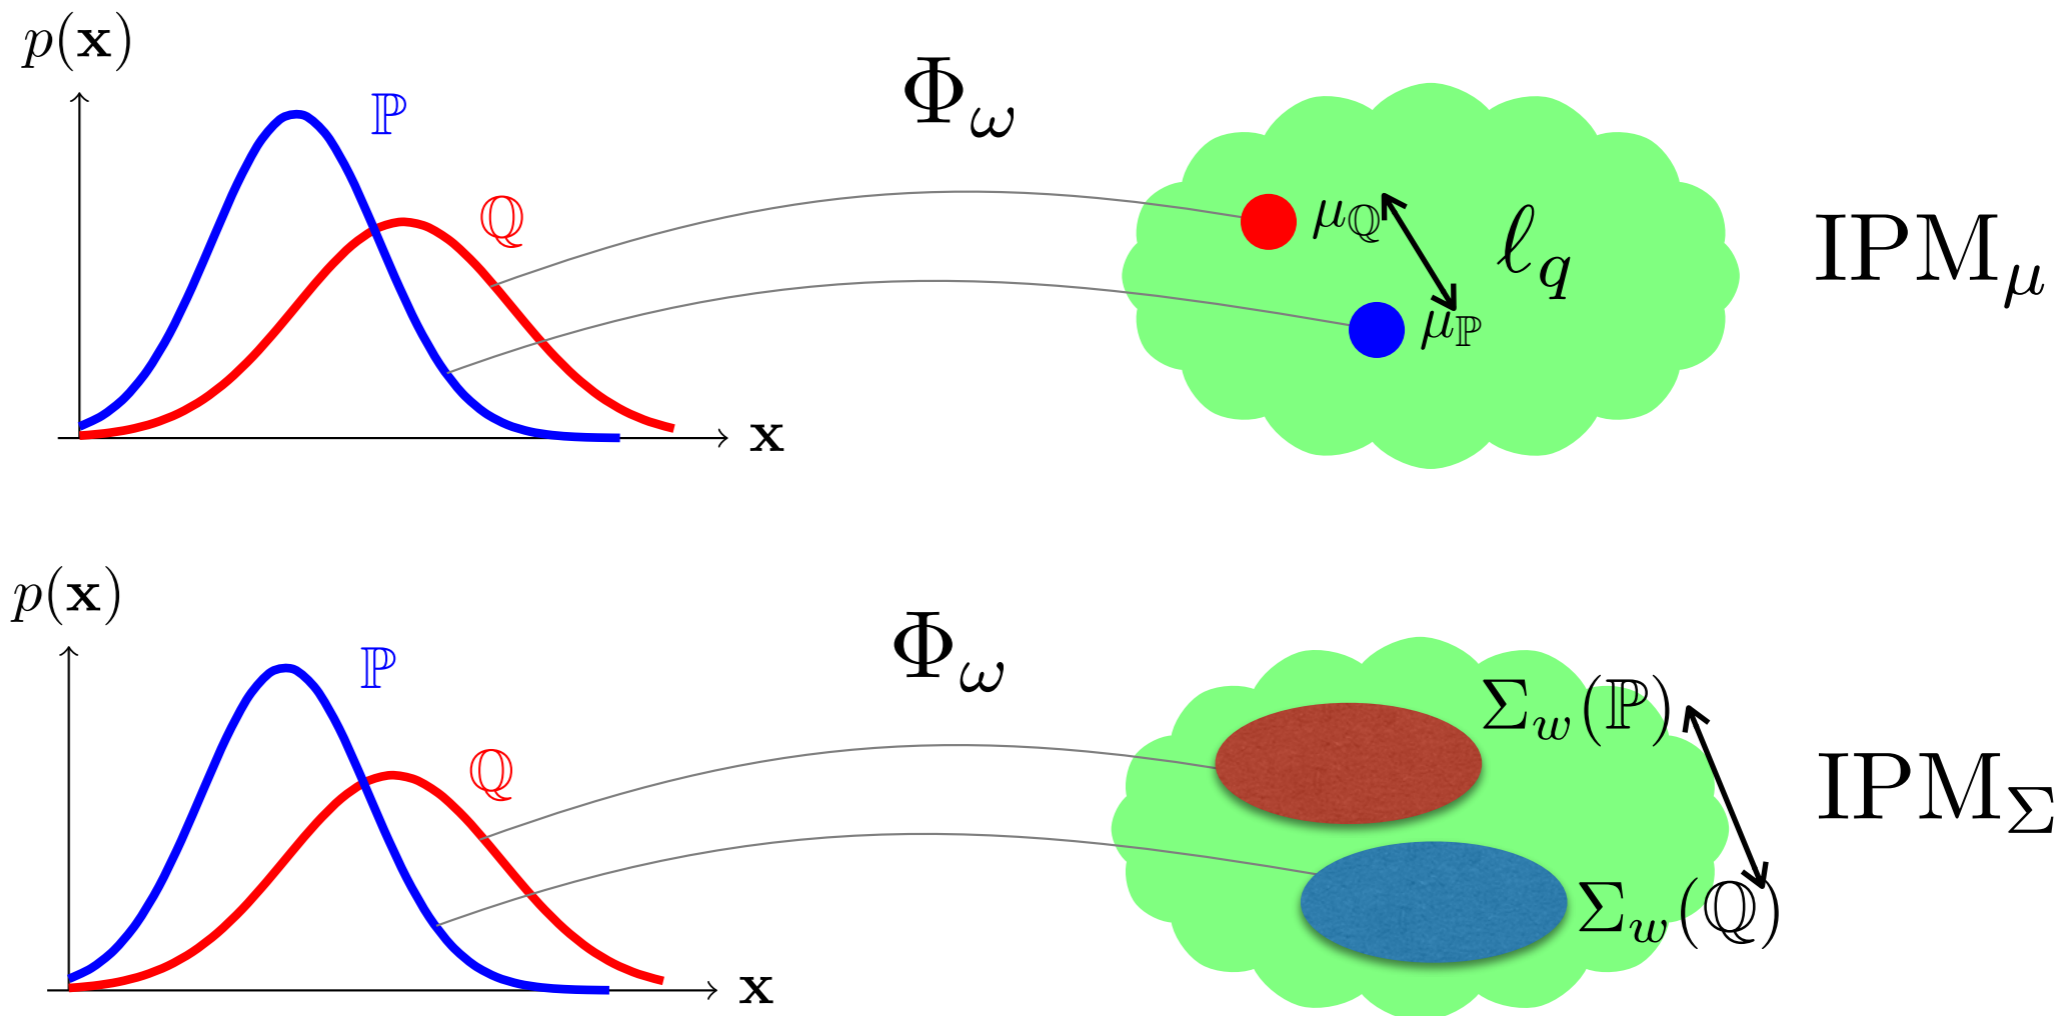 p(𝐱)
ℙ
ℚ
𝐱
Φ_ω
μ_ℚ
μ_ℙ
ℓ_q
IPM_μ
p(𝐱)
ℙ
ℚ
𝐱
Φ_ω
Σ_w(ℙ)
Σ_w(ℚ)
IPM_Σ